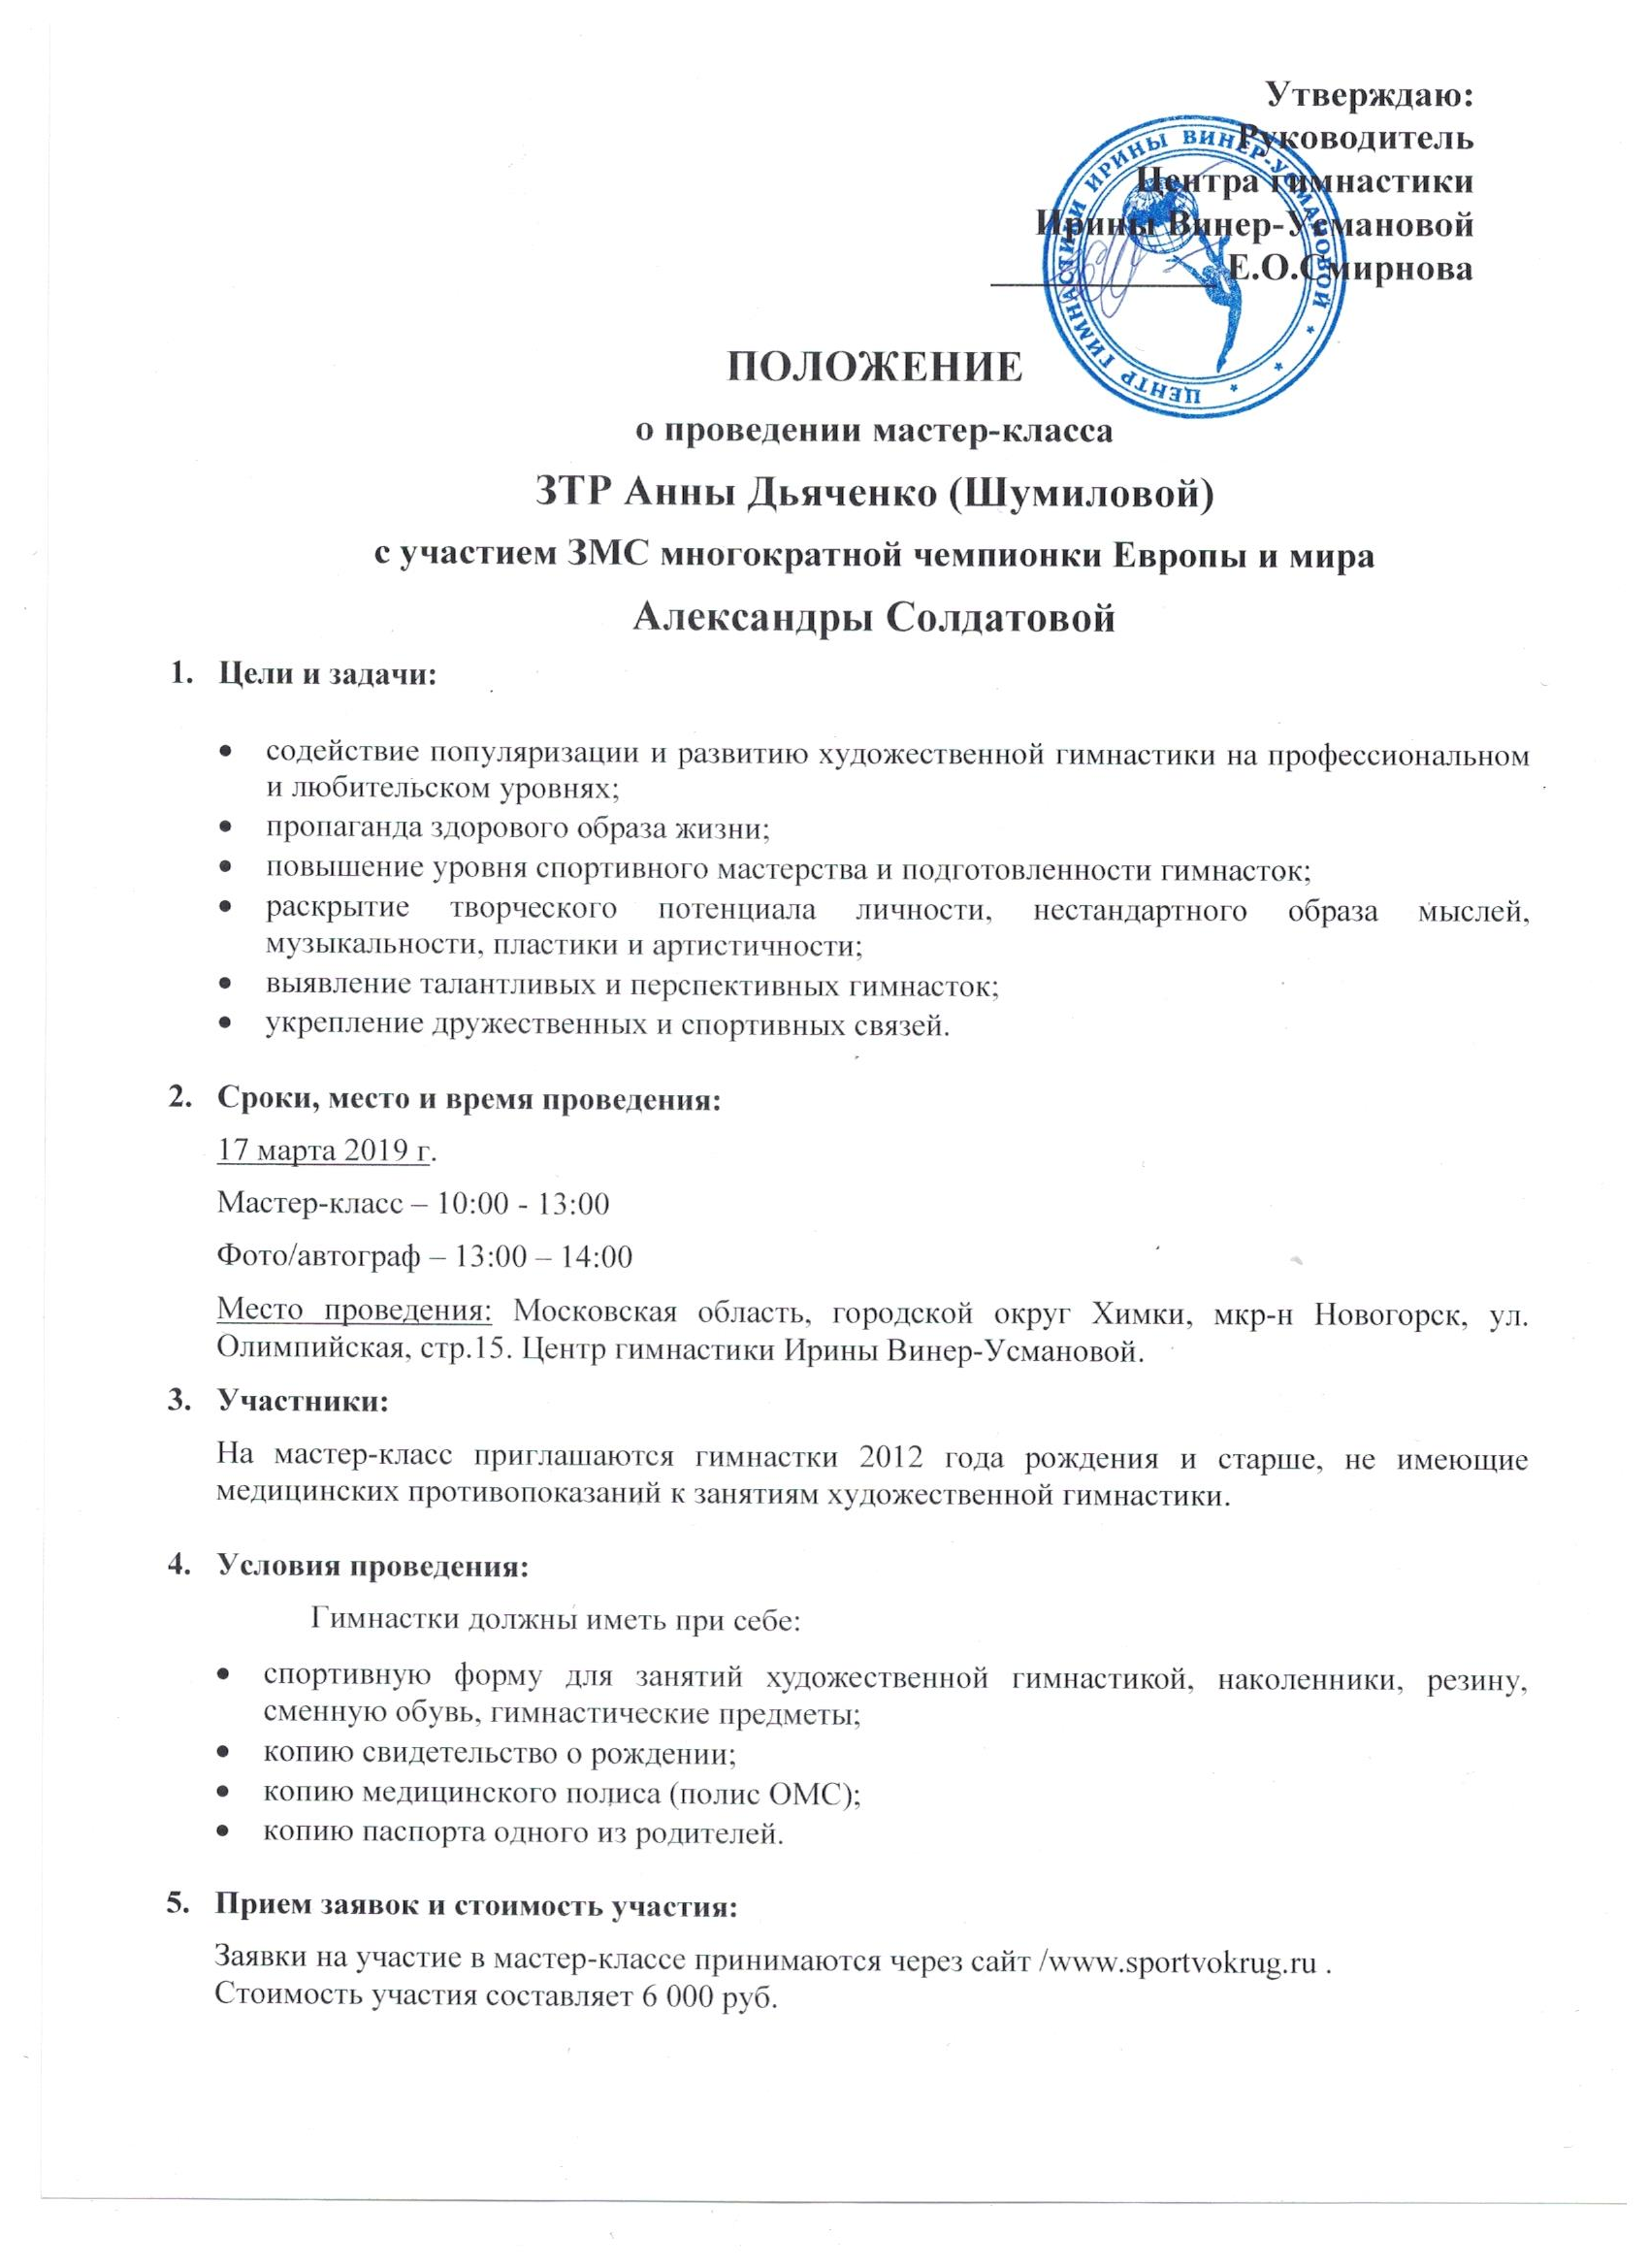 Утверждаю:
Руководитель
Центра гимнастики
Ирины Винер-Усмановой
Е.О.Смирнова
ЦЕНТР ГИМНАСТИКИ ИРИНЫ ВИНЕР-УСМАНОВОЙ
ПОЛОЖЕНИЕ
о проведении мастер-класса
ЗТР Анны Дьяченко (Шумиловой)
с участием ЗМС многократной чемпионки Европы и мира
Александры Солдатовой
1. Цели и задачи:
• содействие популяризации и развитию художественной гимнастики на профессиональном
и любительском уровнях;
• пропаганда здорового образа жизни;
• повышение уровня спортивного мастерства и подготовленности гимнасток;
• раскрытие творческого потенциала личности, нестандартного образа мыслей,
музыкальности, пластики и артистичности;
• выявление талантливых и перспективных гимнасток;
• укрепление дружественных и спортивных связей.
2. Сроки, место и время проведения:
17 марта 2019 г.
Мастер-класс – 10:00 - 13:00
Фото/автограф – 13:00 – 14:00
Место проведения: Московская область, городской округ Химки, мкр-н Новогорск, ул.
Олимпийская, стр.15. Центр гимнастики Ирины Винер-Усмановой.
3. Участники:
На мастер-класс приглашаются гимнастки 2012 года рождения и старше, не имеющие
медицинских противопоказаний к занятиям художественной гимнастики.
4. Условия проведения:
Гимнастки должны иметь при себе:
• спортивную форму для занятий художественной гимнастикой, наколенники, резину,
сменную обувь, гимнастические предметы;
• копию свидетельство о рождении;
• копию медицинского полиса (полис ОМС);
• копию паспорта одного из родителей.
5. Прием заявок и стоимость участия:
Заявки на участие в мастер-классе принимаются через сайт /www.sportvokrug.ru .
Стоимость участия составляет 6 000 руб.